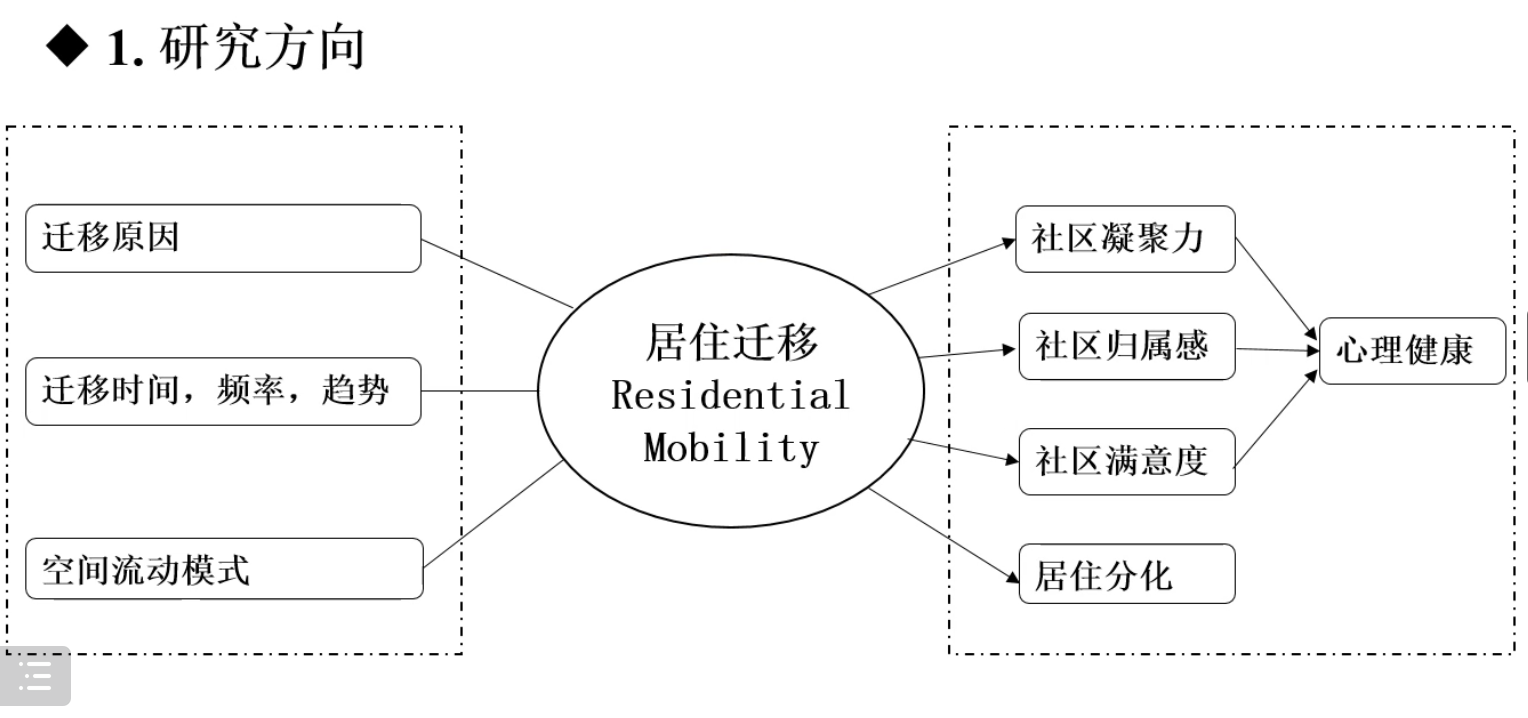 ◆ 1. 研究方向
迁移原因
迁移时间，频率，趋势
空间流动模式
居住迁移
Residential
Mobility
社区凝聚力
社区归属感
社区满意度
居住分化
心理健康